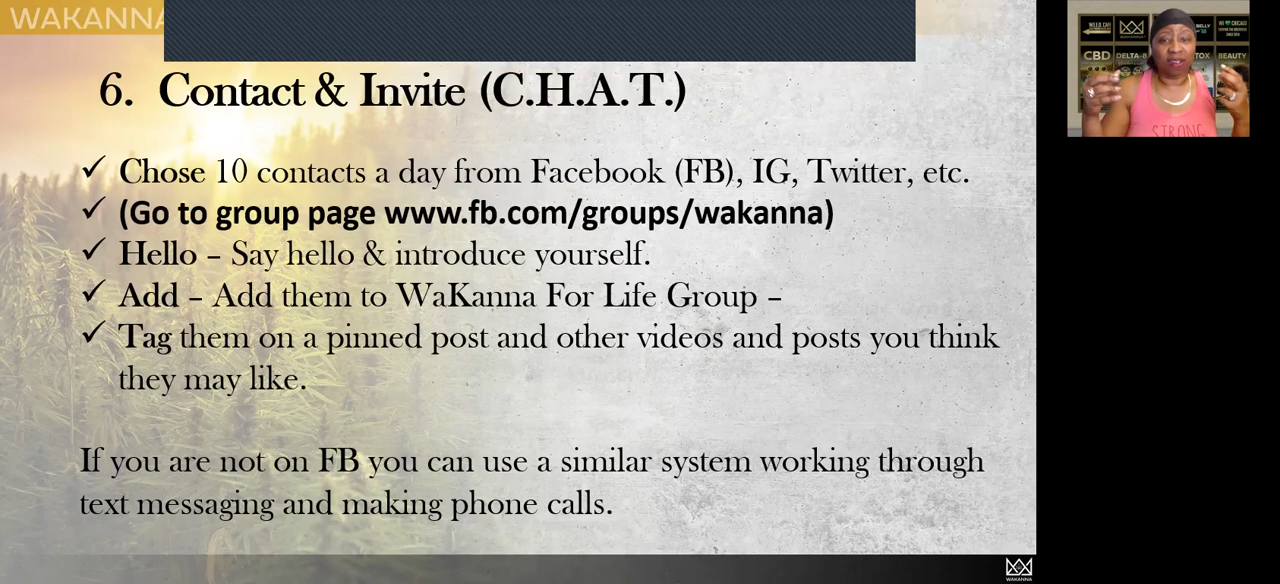 WAKANNA
6. Contact & Invite (C.H.A.T.)
✓ Chose 10 contacts a day from Facebook (FB), IG, Twitter, etc.
✓ (Go to group page www.fb.com/groups/wakanna)
✓ Hello – Say hello & introduce yourself.
✓ Add – Add them to WaKanna For Life Group –
✓ Tag them on a pinned post and other videos and posts you think
they may like.
If you are not on FB you can use a similar system working through
text messaging and making phone calls.
WAKANNA
CBD
DELTA-8
BEAUTY
STRONG